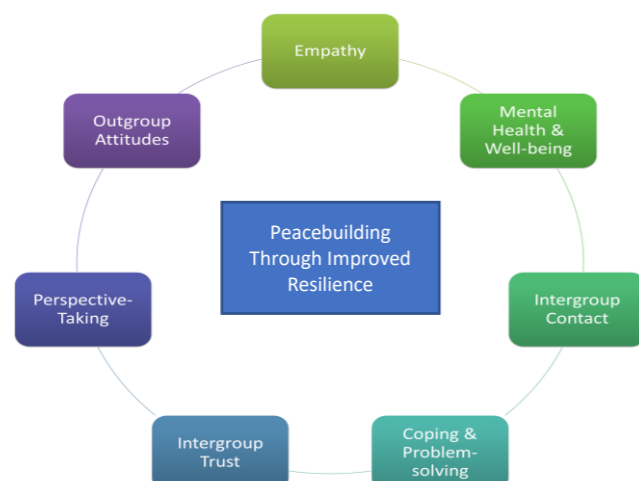 Empathy
Mental
Health &
Well-being
Intergroup
Contact
Coping &
Problem-
solving
Intergroup
Trust
Perspective-
Taking
Outgroup
Attitudes
Peacebuilding
Through Improved
Resilience